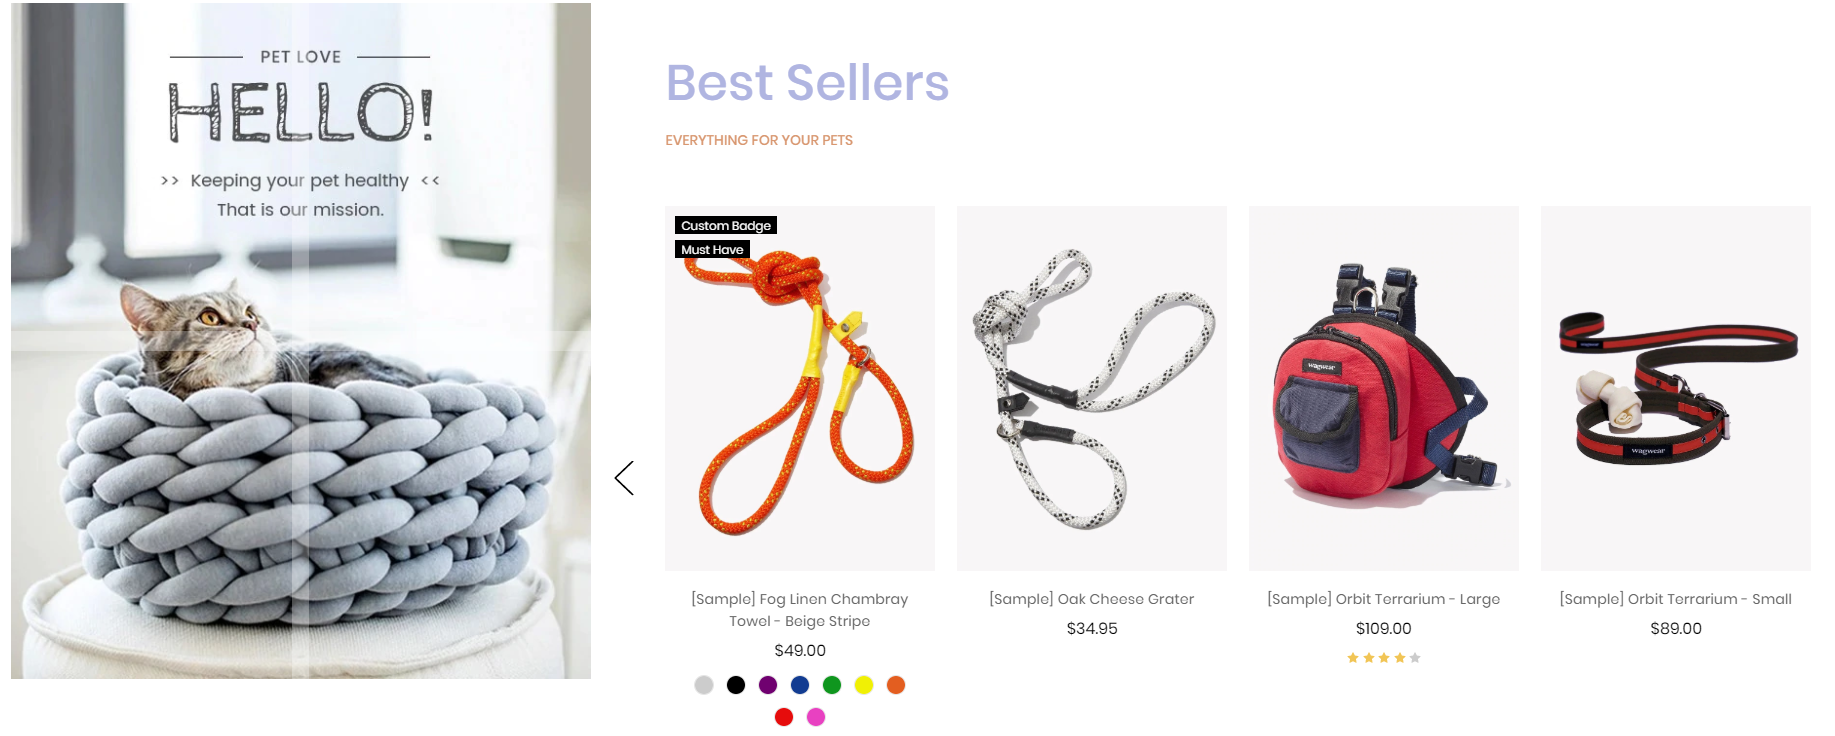 PET LOVE
HELLO!
>> Keeping your pet healthy <<
That is our mission.
Best Sellers
EVERYTHING FOR YOUR PETS
Custom Badge
Must Have
wagwear
wagwear
[Sample] Fog Linen Chambray
Towel - Beige Stripe
$49.00
[Sample] Oak Cheese Grater
$34.95
[Sample] Orbit Terrarium - Large
$109.00
[Sample] Orbit Terrarium - Small
$89.00